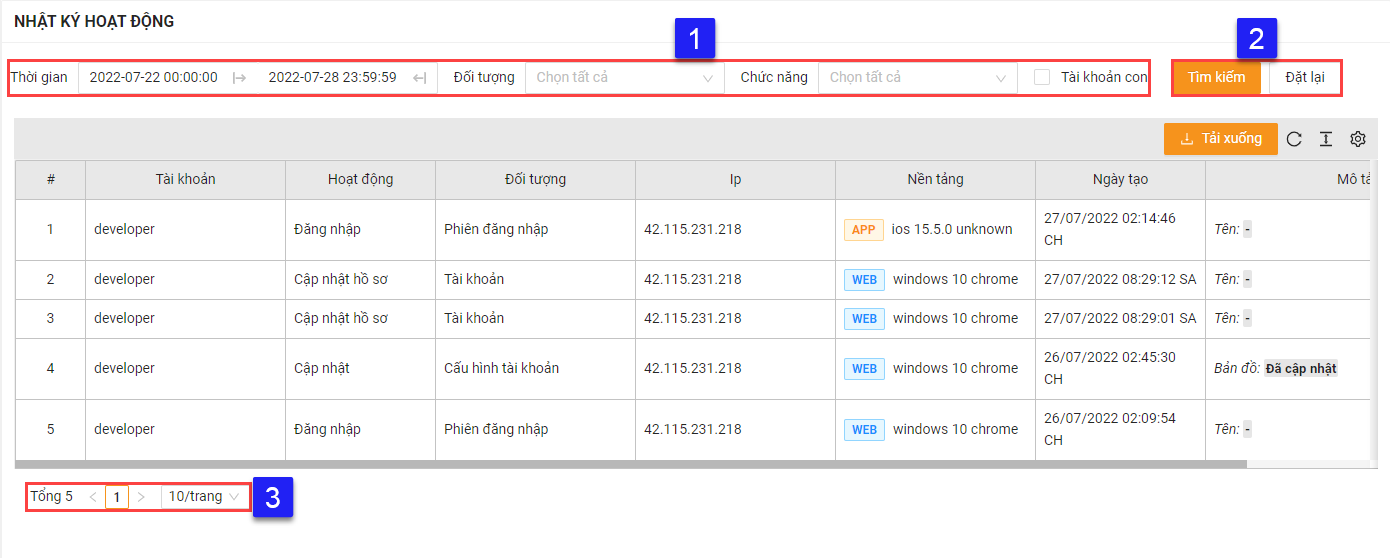 NHẬT KÝ HOẠT ĐỘNG
1
2
Thời gian 2022-07-22 00:00:00 2022-07-28 23:59:59 Đối tượng Chọn tất cả Chức năng Chọn tất cả Tài khoản con Tìm kiếm Đặt lại
Tải xuống
# Tài khoản Hoạt động Đối tượng Ip Nền tảng Ngày tạo Mô tả
1 developer Đăng nhập Phiên đăng nhập 42.115.231.218 APP ios 15.5.0 unknown 27/07/2022 02:14:46 Tên: -
CH
2 developer Cập nhật hồ sơ Tài khoản 42.115.231.218 WEB windows 10 chrome 27/07/2022 08:29:12 SA Tên: -
3 developer Cập nhật hồ sơ Tài khoản 42.115.231.218 WEB windows 10 chrome 27/07/2022 08:29:01 SA Tên: -
4 developer Cập nhật Cấu hình tài khoản 42.115.231.218 WEB windows 10 chrome 26/07/2022 02:45:30 Bản đồ: Đã cập nhật
CH
5 developer Đăng nhập Phiên đăng nhập 42.115.231.218 WEB windows 10 chrome 26/07/2022 02:09:54 Tên: -
CH
Tổng 5 < 1 > 10/trang 3